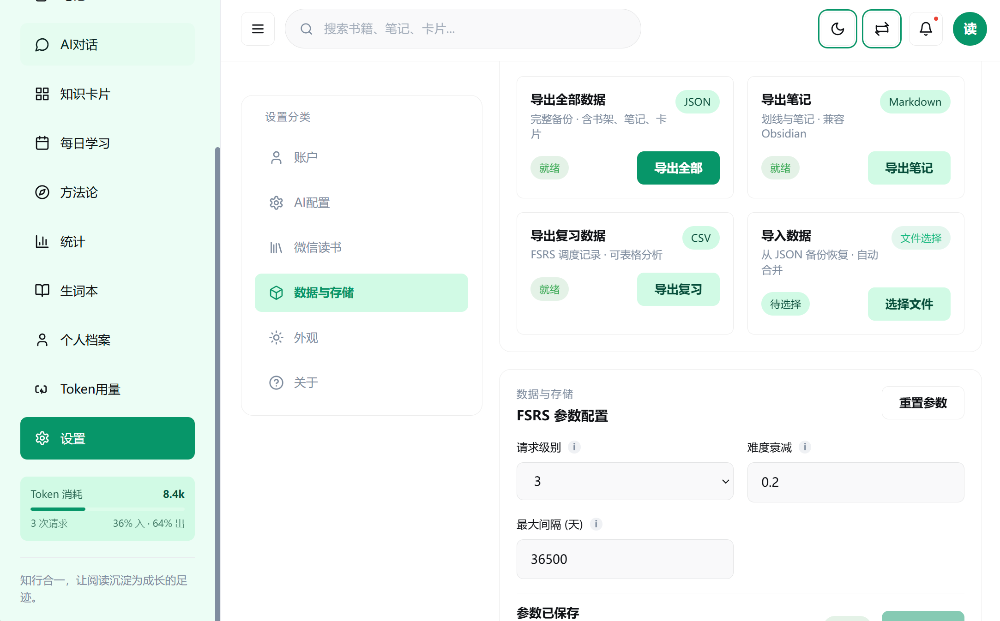 AI对话
知识卡片
每日学习
方法论
统计
生词本
个人档案
Token用量
设置
Token 消耗
8.4k
3 次请求
36% 入 · 64% 出
知行合一，让阅读沉淀为成长的足
迹。
搜索书籍、笔记、卡片...
读
设置分类
账户
AI配置
微信读书
数据与存储
外观
关于
导出全部数据
JSON
完整备份 · 含书架、笔记、卡
片
就绪
导出全部
导出笔记
Markdown
划线与笔记 · 兼容
Obsidian
就绪
导出笔记
导出复习数据
CSV
FSRS 调度记录 · 可表格分析
就绪
导出复习
导入数据
文件选择
从 JSON 备份恢复 · 自动
合并
待选择
选择文件
数据与存储
FSRS 参数配置
重置参数
请求级别
3
难度衰减
0.2
最大间隔 (天)
36500
参数已保存